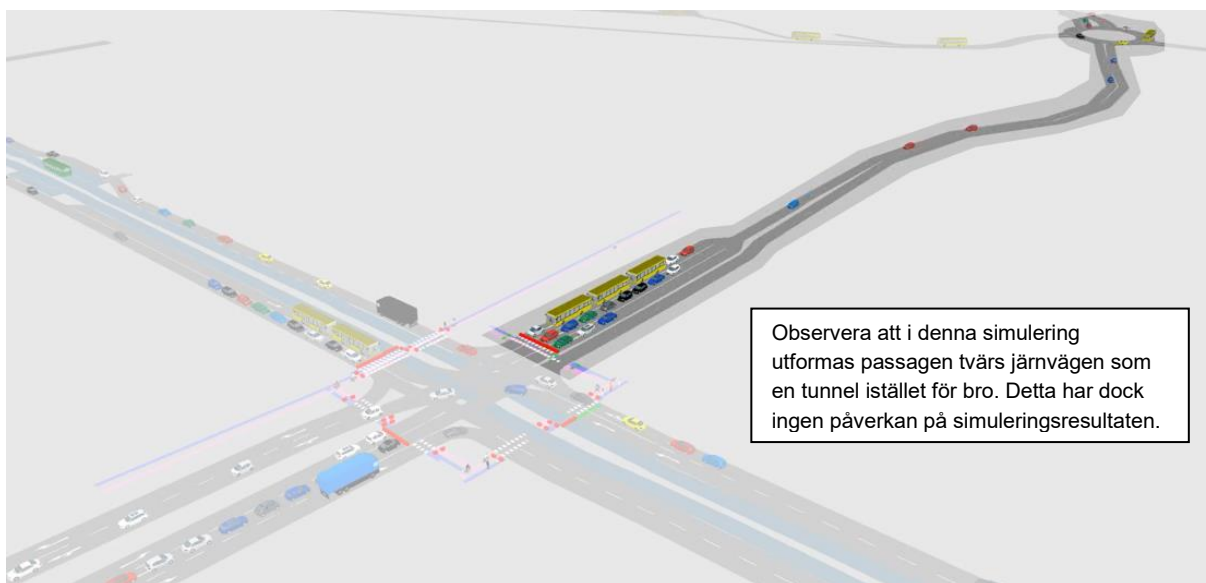 Observera att i denna simulering
utformas passagen tvärs järnvägen som
en tunnel istället för bro. Detta har dock
ingen påverkan på simuleringsresultaten.